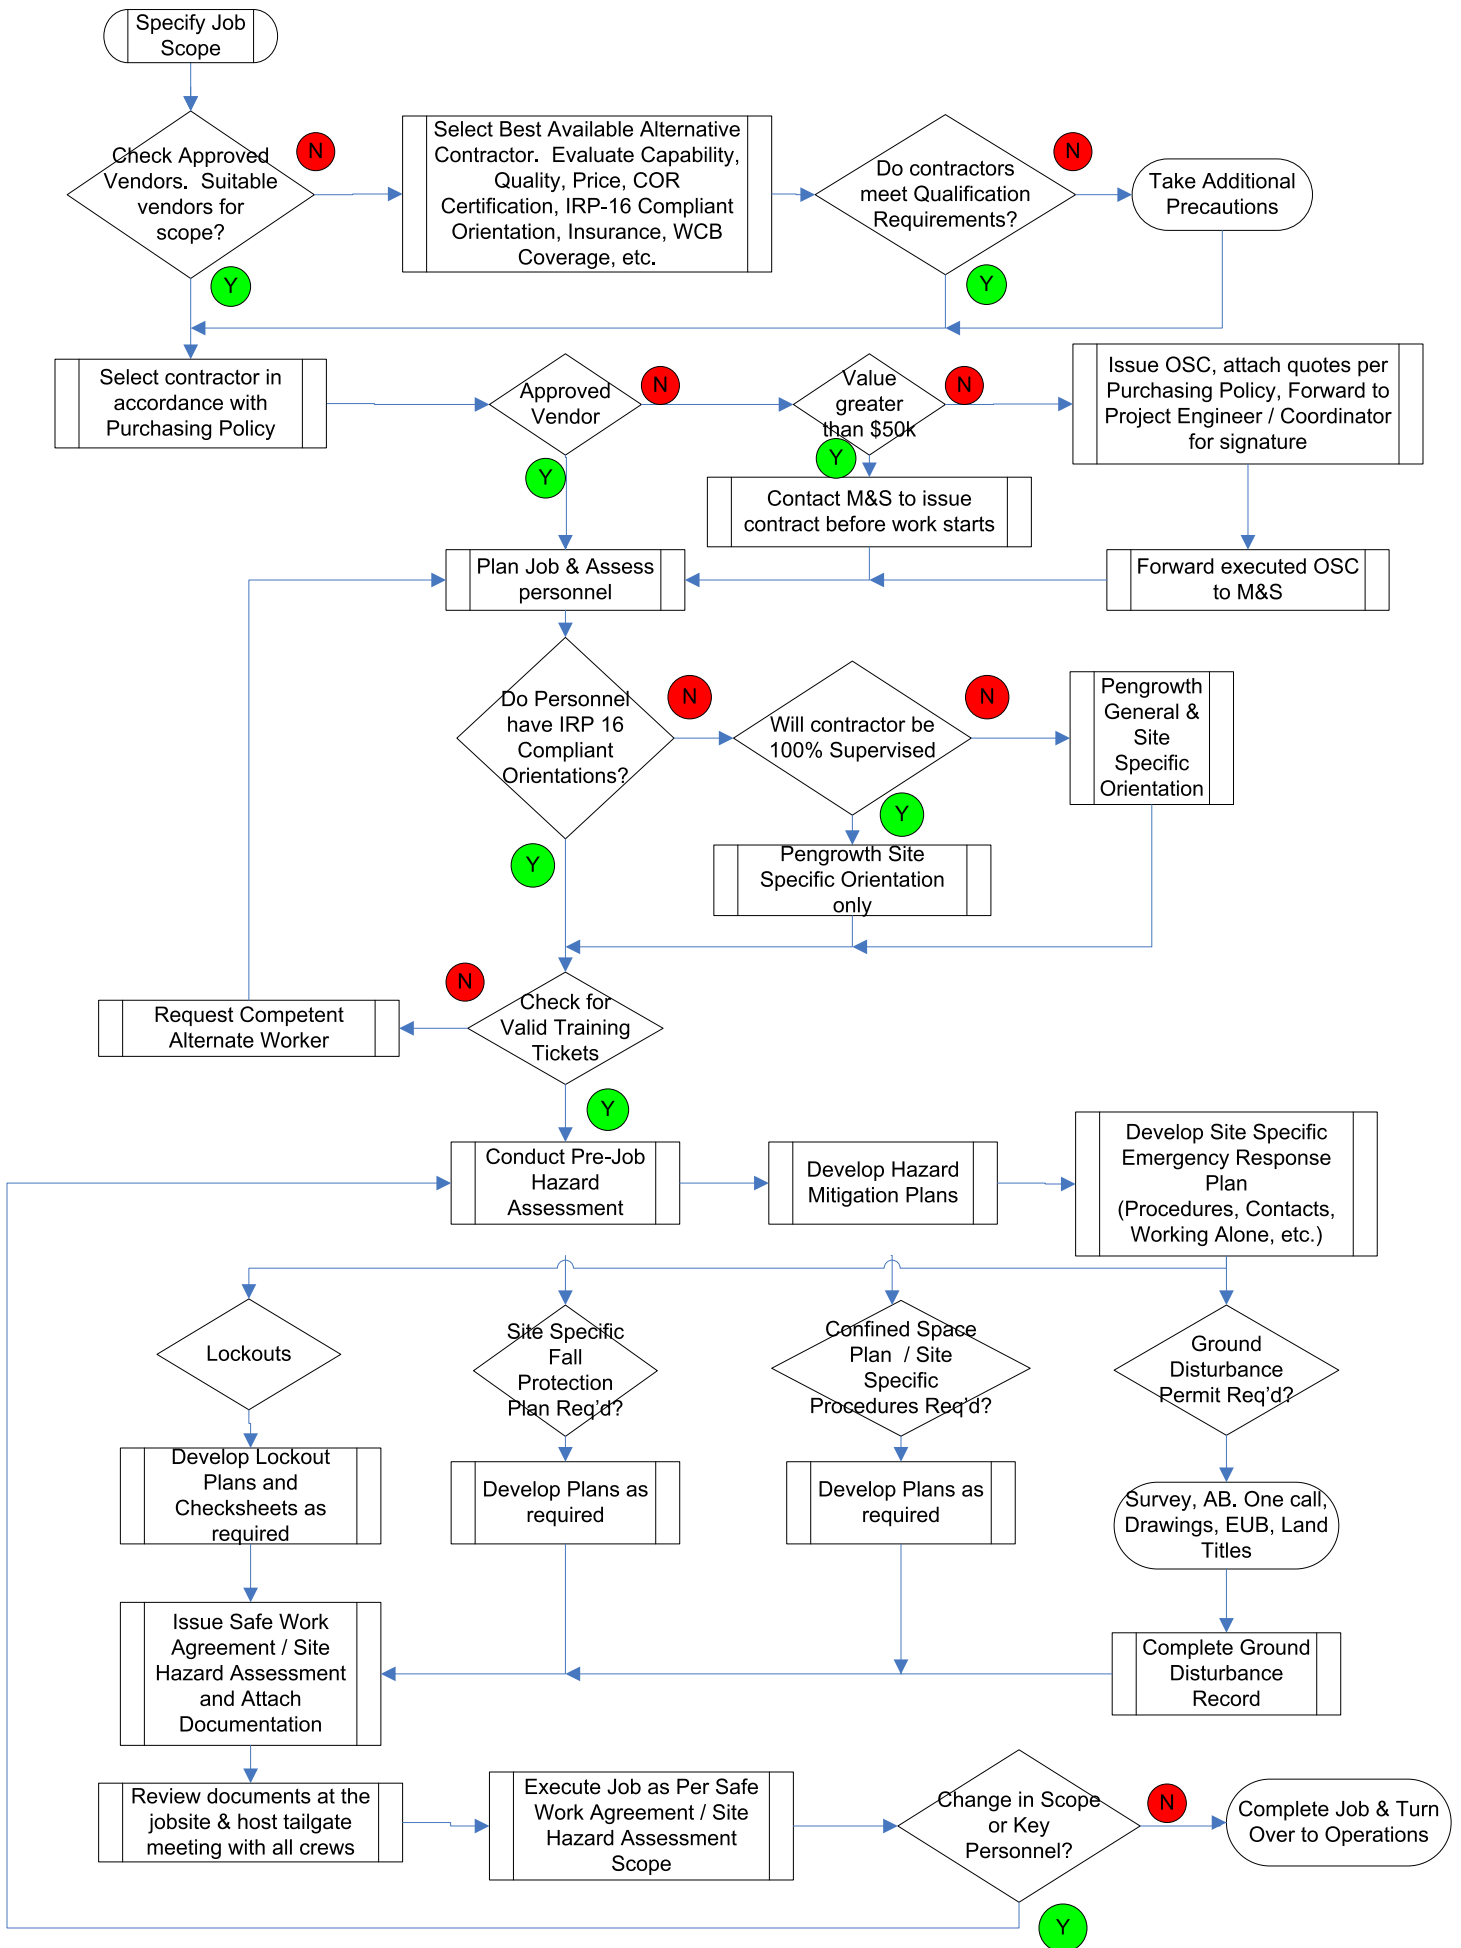 Specify Job
Scope
Check Approved
Vendors.  Suitable
vendors for
scope?
N
Y
Select Best Available Alternative
Contractor.  Evaluate Capability,
Quality, Price, COR
Certification, IRP-16 Compliant
Orientation, Insurance, WCB
Coverage, etc.
Do contractors
meet Qualification
Requirements?
N
Y
Take Additional
Precautions
Select contractor in
accordance with
Purchasing Policy
Approved
Vendor
N
Y
Value
greater
than $50k
N
Y
Issue OSC, attach quotes per
Purchasing Policy, Forward to
Project Engineer / Coordinator
for signature
Contact M&S to issue
contract before work starts
Plan Job & Assess
personnel
Forward executed OSC
to M&S
Do Personnel
have IRP 16
Compliant
Orientations?
N
Y
Will contractor be
100% Supervised
N
Y
Pengrowth
General &
Site
Specific
Orientation
Pengrowth Site
Specific Orientation
only
Check for
Valid Training
Tickets
N
Y
Request Competent
Alternate Worker
Conduct Pre-Job
Hazard
Assessment
Develop Hazard
Mitigation Plans
Develop Site Specific
Emergency Response
Plan
(Procedures, Contacts,
Working Alone, etc.)
Lockouts
Site Specific
Fall
Protection
Plan Req'd?
Confined Space
Plan  / Site
Specific
Procedures Req'd?
Ground
Disturbance
Permit Req'd?
Develop Lockout
Plans and
Checksheets as
required
Develop Plans as
required
Develop Plans as
required
Survey, AB. One call,
Drawings, EUB, Land
Titles
Issue Safe Work
Agreement / Site
Hazard Assessment
and Attach
Documentation
Complete Ground
Disturbance
Record
Review documents at the
jobsite & host tailgate
meeting with all crews
Execute Job as Per Safe
Work Agreement / Site
Hazard Assessment
Scope
Change in Scope
or Key
Personnel?
N
Y
Complete Job & Turn
Over to Operations